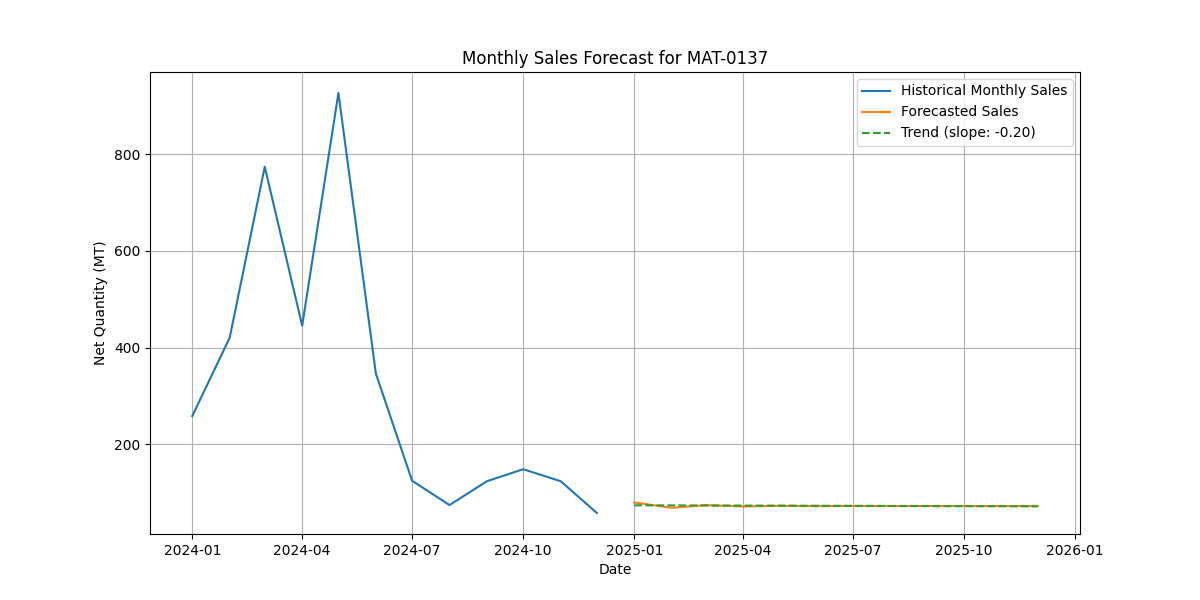 Monthly Sales Forecast for MAT-0137
Historical Monthly Sales
Forecasted Sales
Trend (slope: -0.20)
Net Quantity (MT)
800
600
400
200
2024-01 2024-04 2024-07 2024-10 2025-01 2025-04 2025-07 2025-10 2026-01
Date